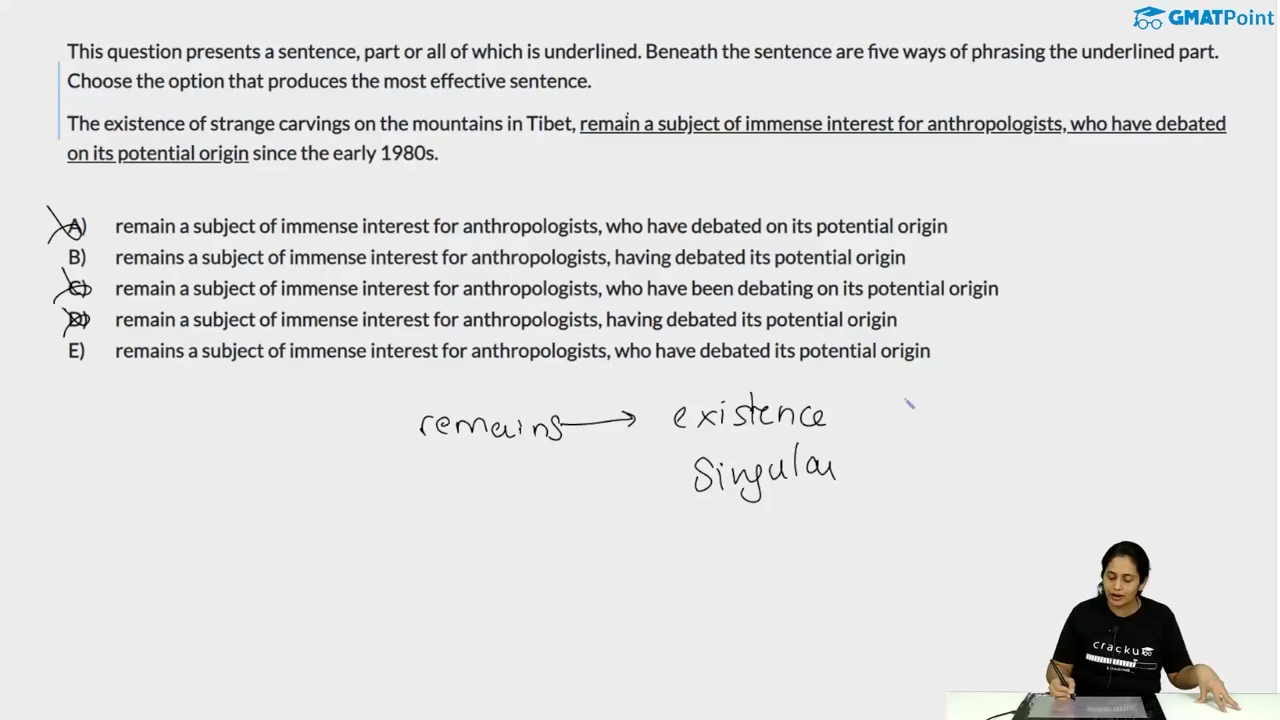 GMATPoint
This question presents a sentence, part or all of which is underlined. Beneath the sentence are five ways of phrasing the underlined part.
Choose the option that produces the most effective sentence.
The existence of strange carvings on the mountains in Tibet, remain a subject of immense interest for anthropologists, who have debated
on its potential origin since the early 1980s.
A) remain a subject of immense interest for anthropologists, who have debated on its potential origin
B) remains a subject of immense interest for anthropologists, having debated its potential origin
C) remain a subject of immense interest for anthropologists, who have been debating on its potential origin
D) remain a subject of immense interest for anthropologists, having debated its potential origin
E) remains a subject of immense interest for anthropologists, who have debated its potential origin
remains existence
Singular
cracku
LOADING...